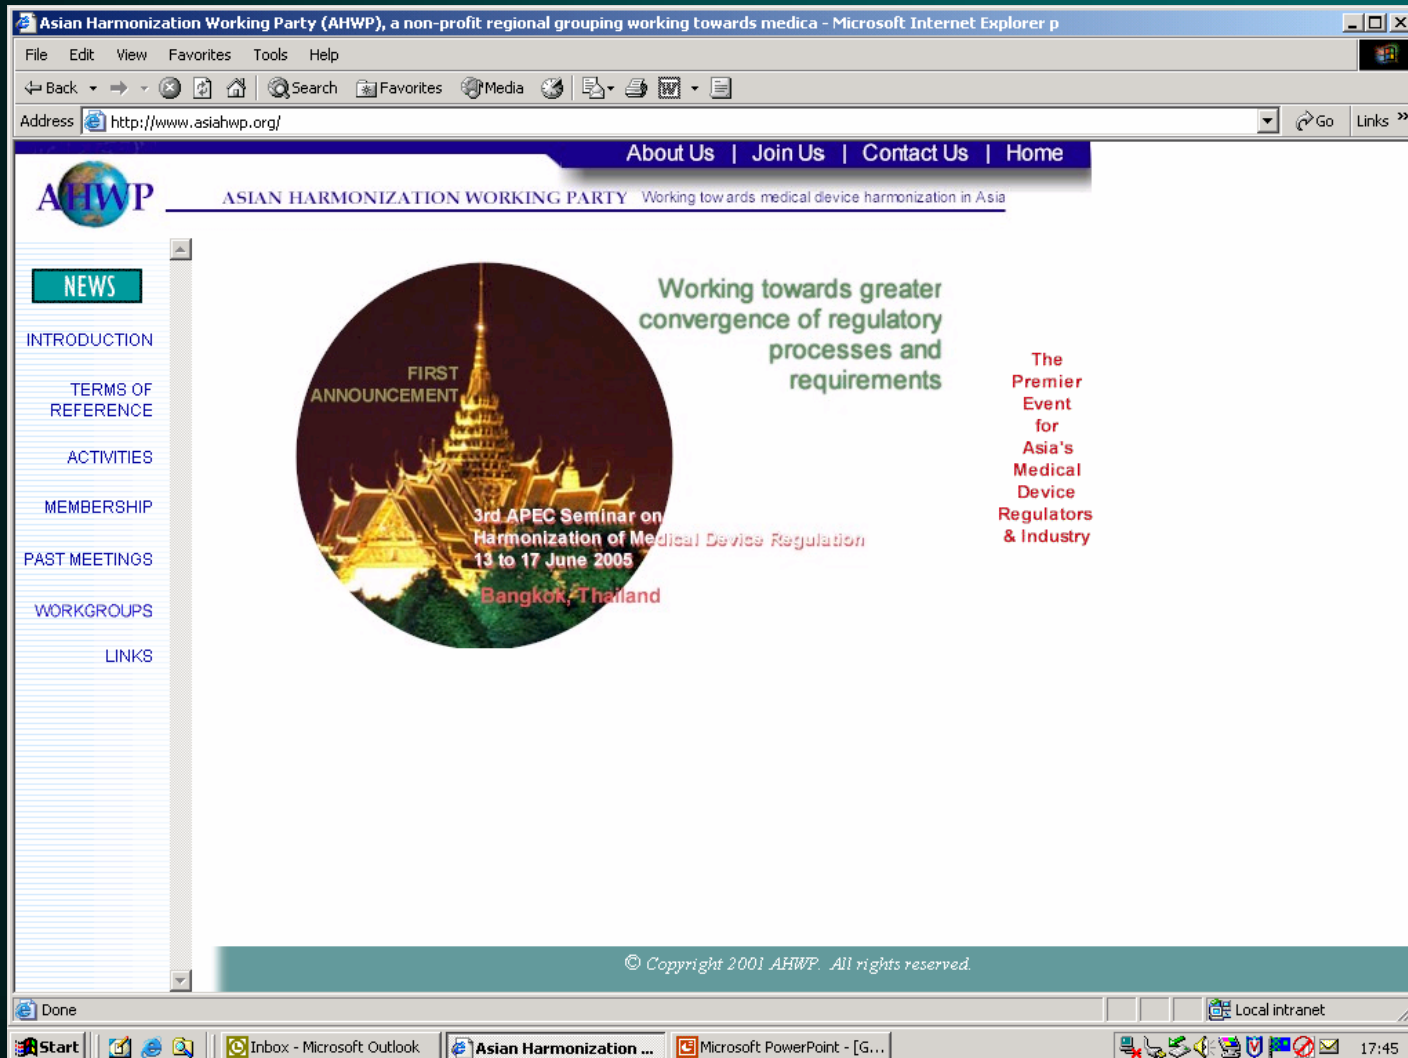 Asian Harmonization Working Party (AHWP), a non-profit regional grouping working towards medica - Microsoft Internet Explorer p
File Edit View Favorites Tools Help
Back Search Favorites Media
Address http://www.asiahwp.org/ Go Links »
About Us | Join Us | Contact Us | Home
AHWP
ASIAN HARMONIZATION WORKING PARTY Working towards medical device harmonization in Asia
NEWS
INTRODUCTION
TERMS OF
REFERENCE
ACTIVITIES
MEMBERSHIP
PAST MEETINGS
WORKGROUPS
LINKS
FIRST
ANNOUNCEMENT
Working towards greater
convergence of regulatory
processes and
requirements
3rd APEC Seminar on
Harmonization of Medical Device Regulation
13 to 17 June 2005
Bangkok, Thailand
The
Premier
Event
for
Asia's
Medical
Device
Regulators
& Industry
© Copyright 2001 AHWP. All rights reserved.
Done Local intranet
Start Inbox - Microsoft Outlook Asian Harmonization ... Microsoft PowerPoint - [G... 17:45